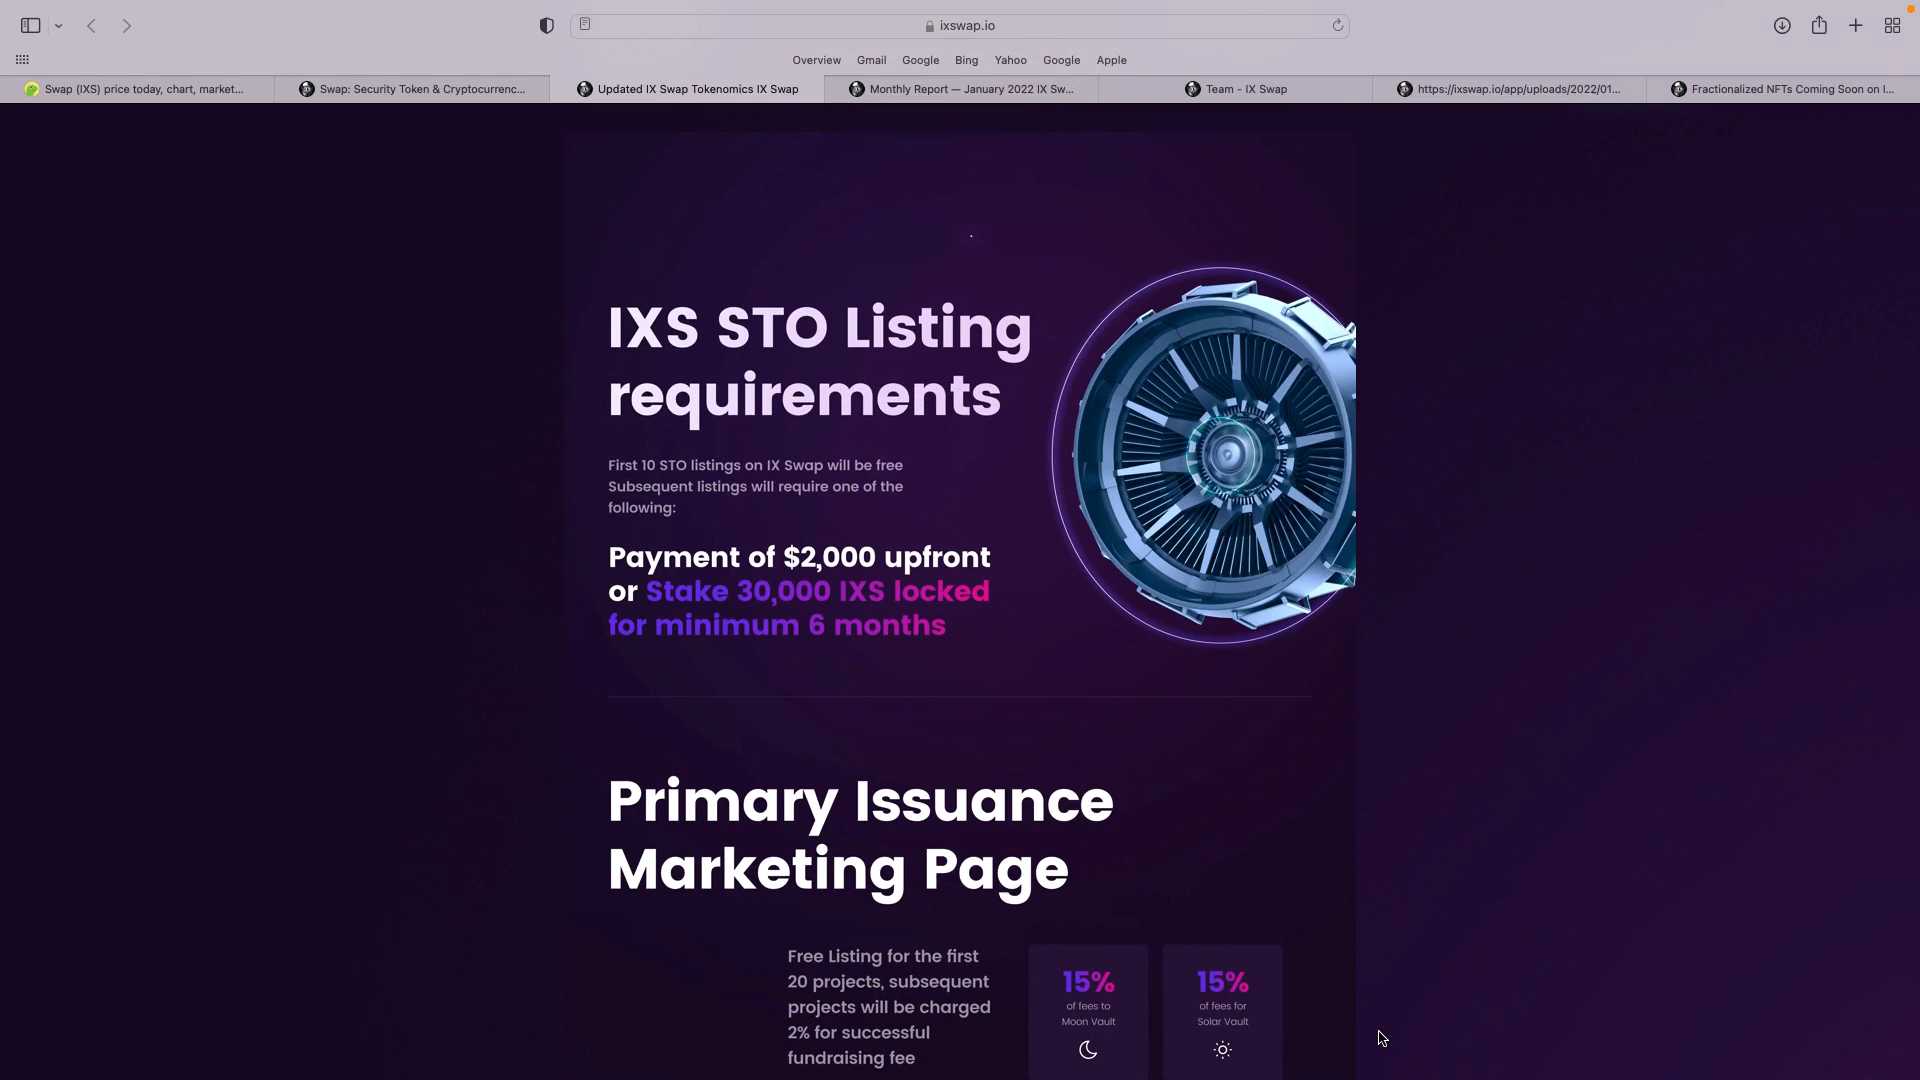 ixswap.io
Overview Gmail Google Bing Yahoo Google Apple
Swap (IXS) price today, chart, market...
Swap: Security Token & Cryptocurrenc...
Updated IX Swap Tokenomics IX Swap
Monthly Report — January 2022 IX Sw...
Team - IX Swap
https://ixswap.io/app/uploads/2022/01...
Fractionalized NFTs Coming Soon on I...
IXS STO Listing
requirements
First 10 STO listings on IX Swap will be free
Subsequent listings will require one of the
following:
Payment of $2,000 upfront
or Stake 30,000 IXS locked
for minimum 6 months
Primary Issuance
Marketing Page
Free Listing for the first
20 projects, subsequent
projects will be charged
2% for successful
fundraising fee
15%
of fees to
Moon Vault
15%
of fees for
Solar Vault